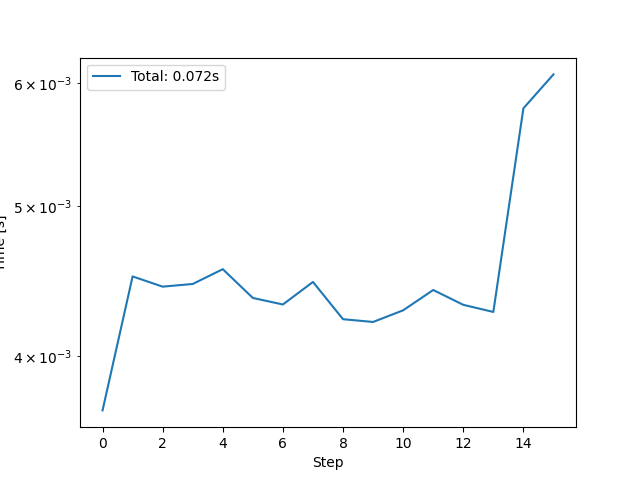 Total: 0.072s
6 × 10⁻³
5 × 10⁻³
4 × 10⁻³
Time [s]
0 2 4 6 8 10 12 14
Step